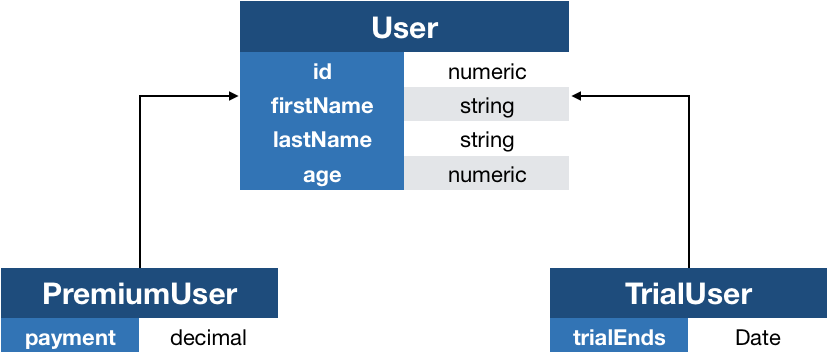 User
id numeric
firstName string
lastName string
age numeric
PremiumUser
payment decimal
TrialUser
trialEnds Date